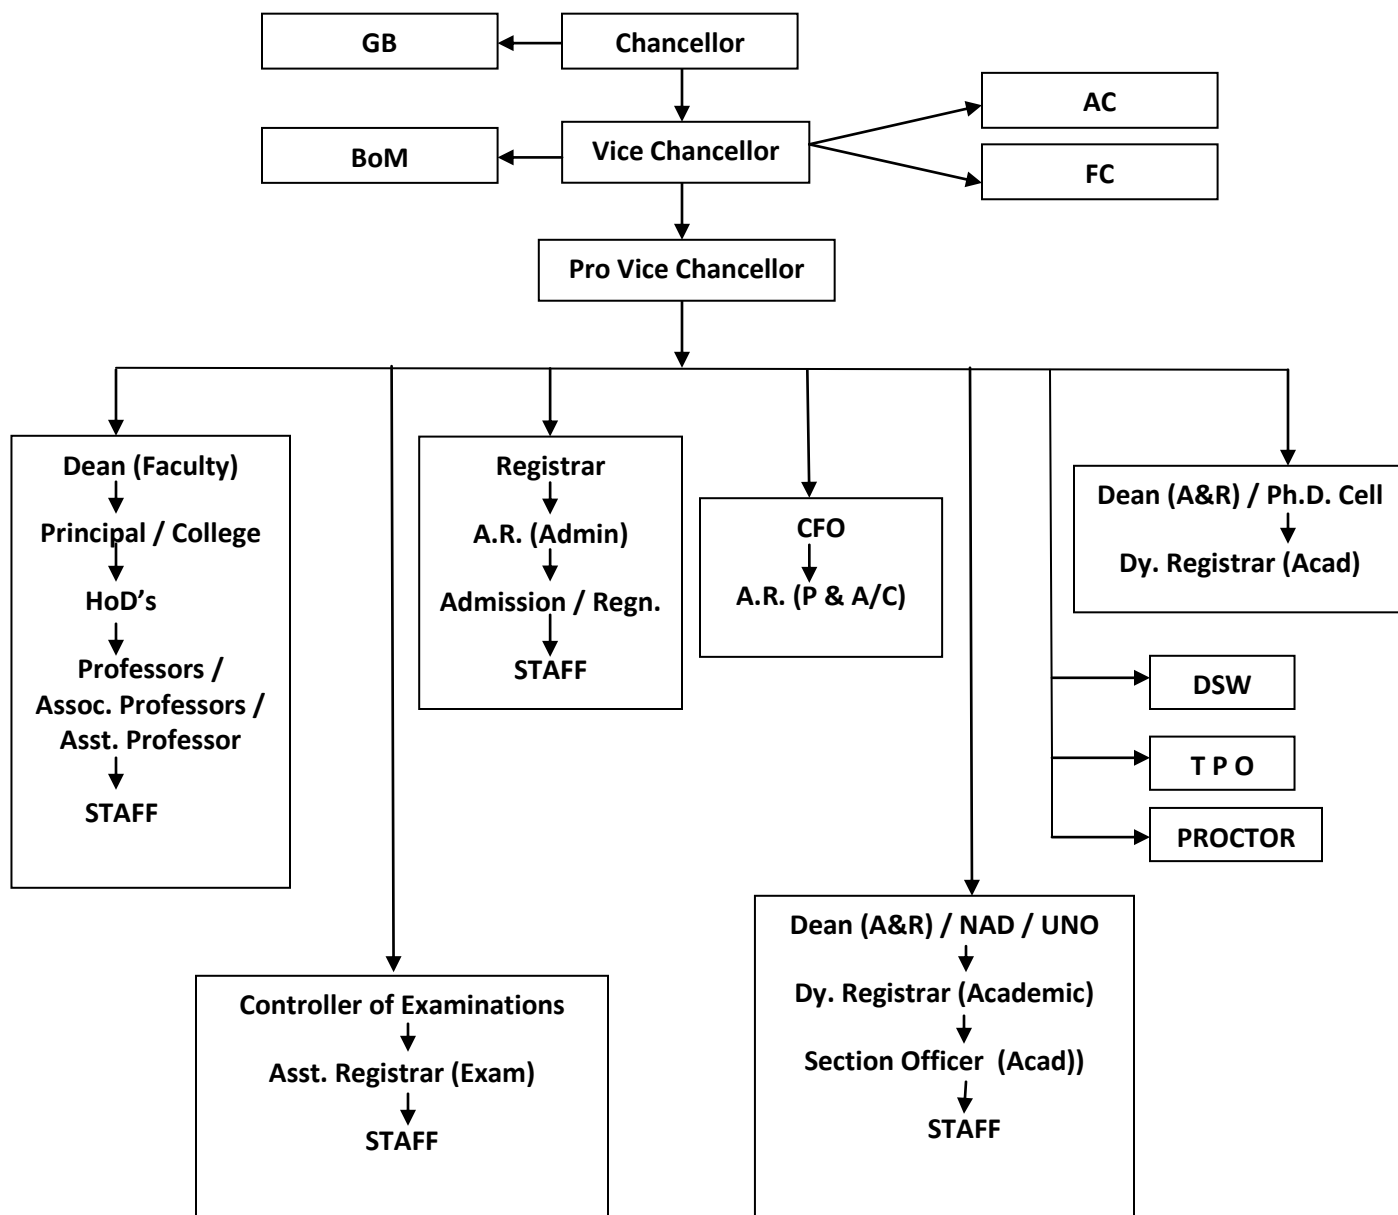 GB
Chancellor
AC
BoM
Vice Chancellor
FC
Pro Vice Chancellor
Dean (Faculty)
Principal / College
HoD’s
Professors /
Assoc. Professors /
Asst. Professor
STAFF
Registrar
A.R. (Admin)
Admission / Regn.
STAFF
CFO
A.R. (P & A/C)
Dean (A&R) / Ph.D. Cell
Dy. Registrar (Acad)
DSW
T P O
PROCTOR
Controller of Examinations
Asst. Registrar (Exam)
STAFF
Dean (A&R) / NAD / UNO
Dy. Registrar (Academic)
Section Officer  (Acad))
STAFF